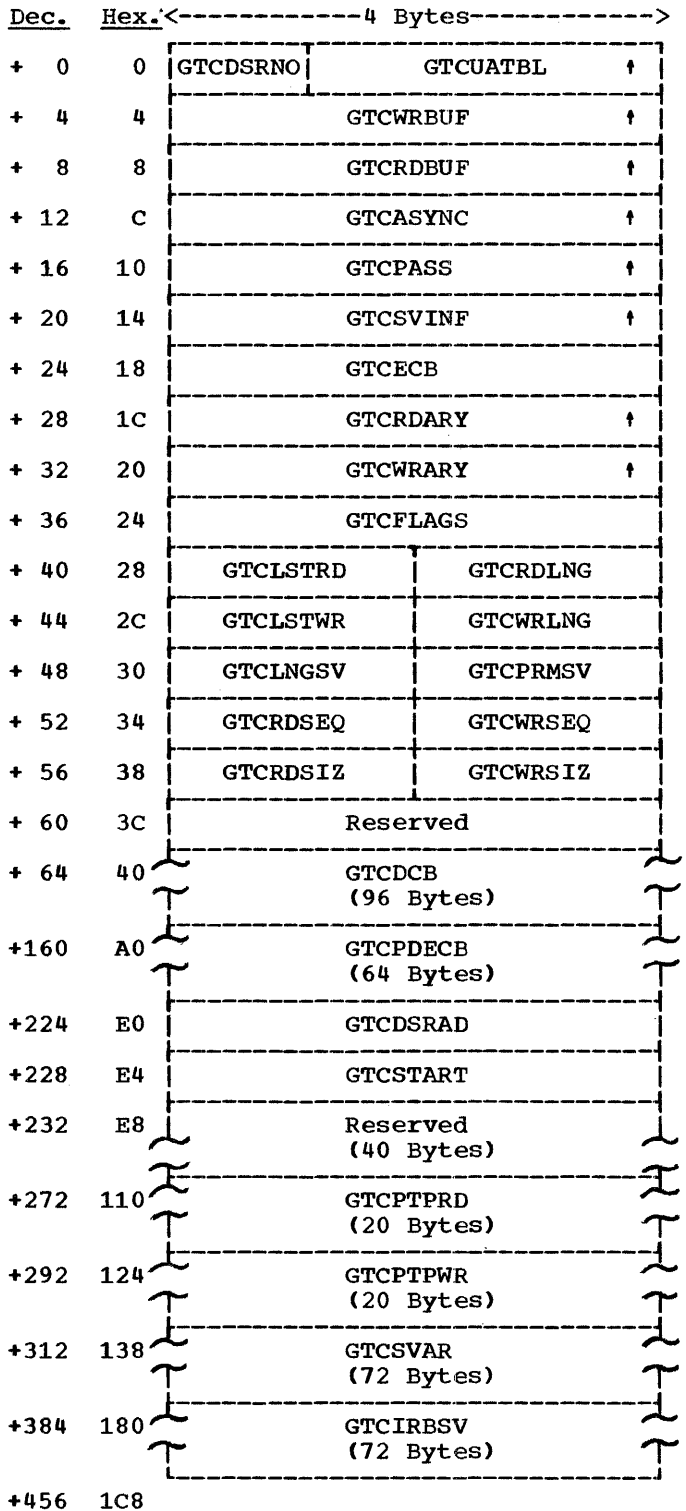 Dec. Hex. <-----------4 Bytes----------->
+ 0 0 GTCDSRNO GTCUATBL ↑
+ 4 4 GTCWRBUF ↑
+ 8 8 GTCRDBUF ↑
+ 12 C GTCASYNC ↑
+ 16 10 GTCPASS ↑
+ 20 14 GTCSVINF ↑
+ 24 18 GTCECB
+ 28 1C GTCRDARY ↑
+ 32 20 GTCWRARY ↑
+ 36 24 GTCFLAGS
+ 40 28 GTCLSTRD GTCRDLNG
+ 44 2C GTCLSTWR GTCWRLNG
+ 48 30 GTCLNGSV GTCPRMSV
+ 52 34 GTCRDSEQ GTCWRSEQ
+ 56 38 GTCRDSIZ GTCWRSIZ
+ 60 3C Reserved
+ 64 40 GTCDCB
(96 Bytes)
+160 A0 GTCPDECB
(64 Bytes)
+224 E0 GTCDSRAD
+228 E4 GTCSTART
+232 E8 Reserved
(40 Bytes)
+272 110 GTCPTPRD
(20 Bytes)
+292 124 GTCPTPWR
(20 Bytes)
+312 138 GTCSVAR
(72 Bytes)
+384 180 GTCIRBSV
(72 Bytes)
+456 1C8